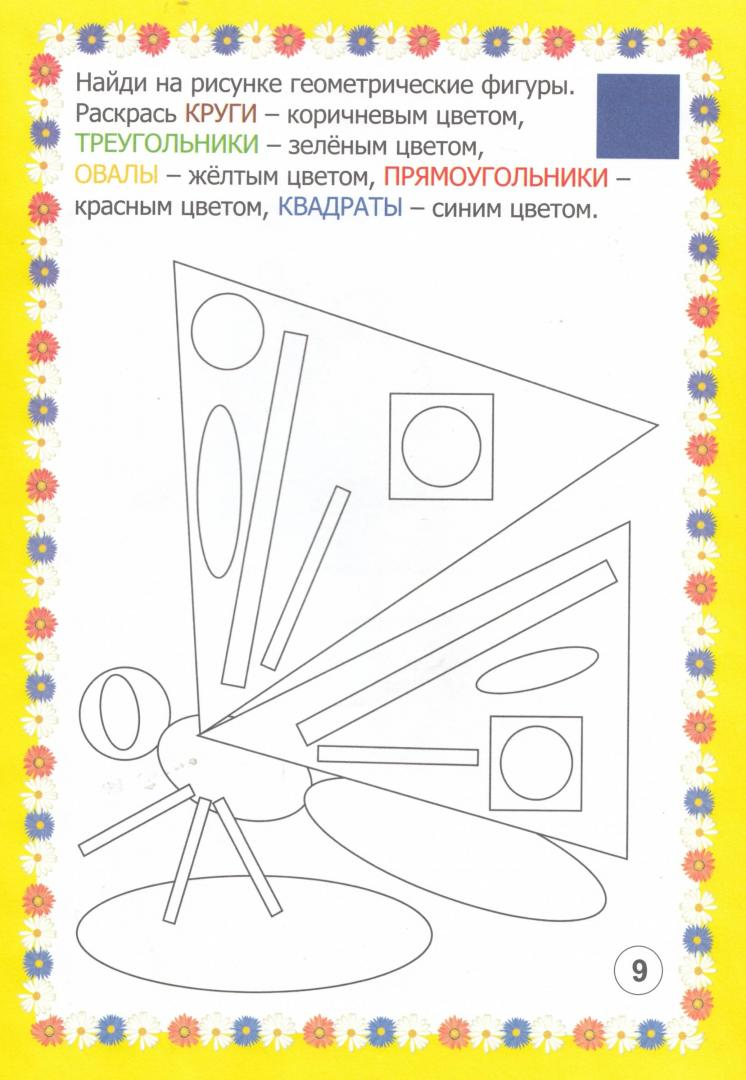 Найди на рисунке геометрические фигуры.
Раскрась КРУГИ – коричневым цветом,
ТРЕУГОЛЬНИКИ – зелёным цветом,
ОВАЛЫ – жёлтым цветом, ПРЯМОУГОЛЬНИКИ –
красным цветом, КВАДРАТЫ – синим цветом.
9